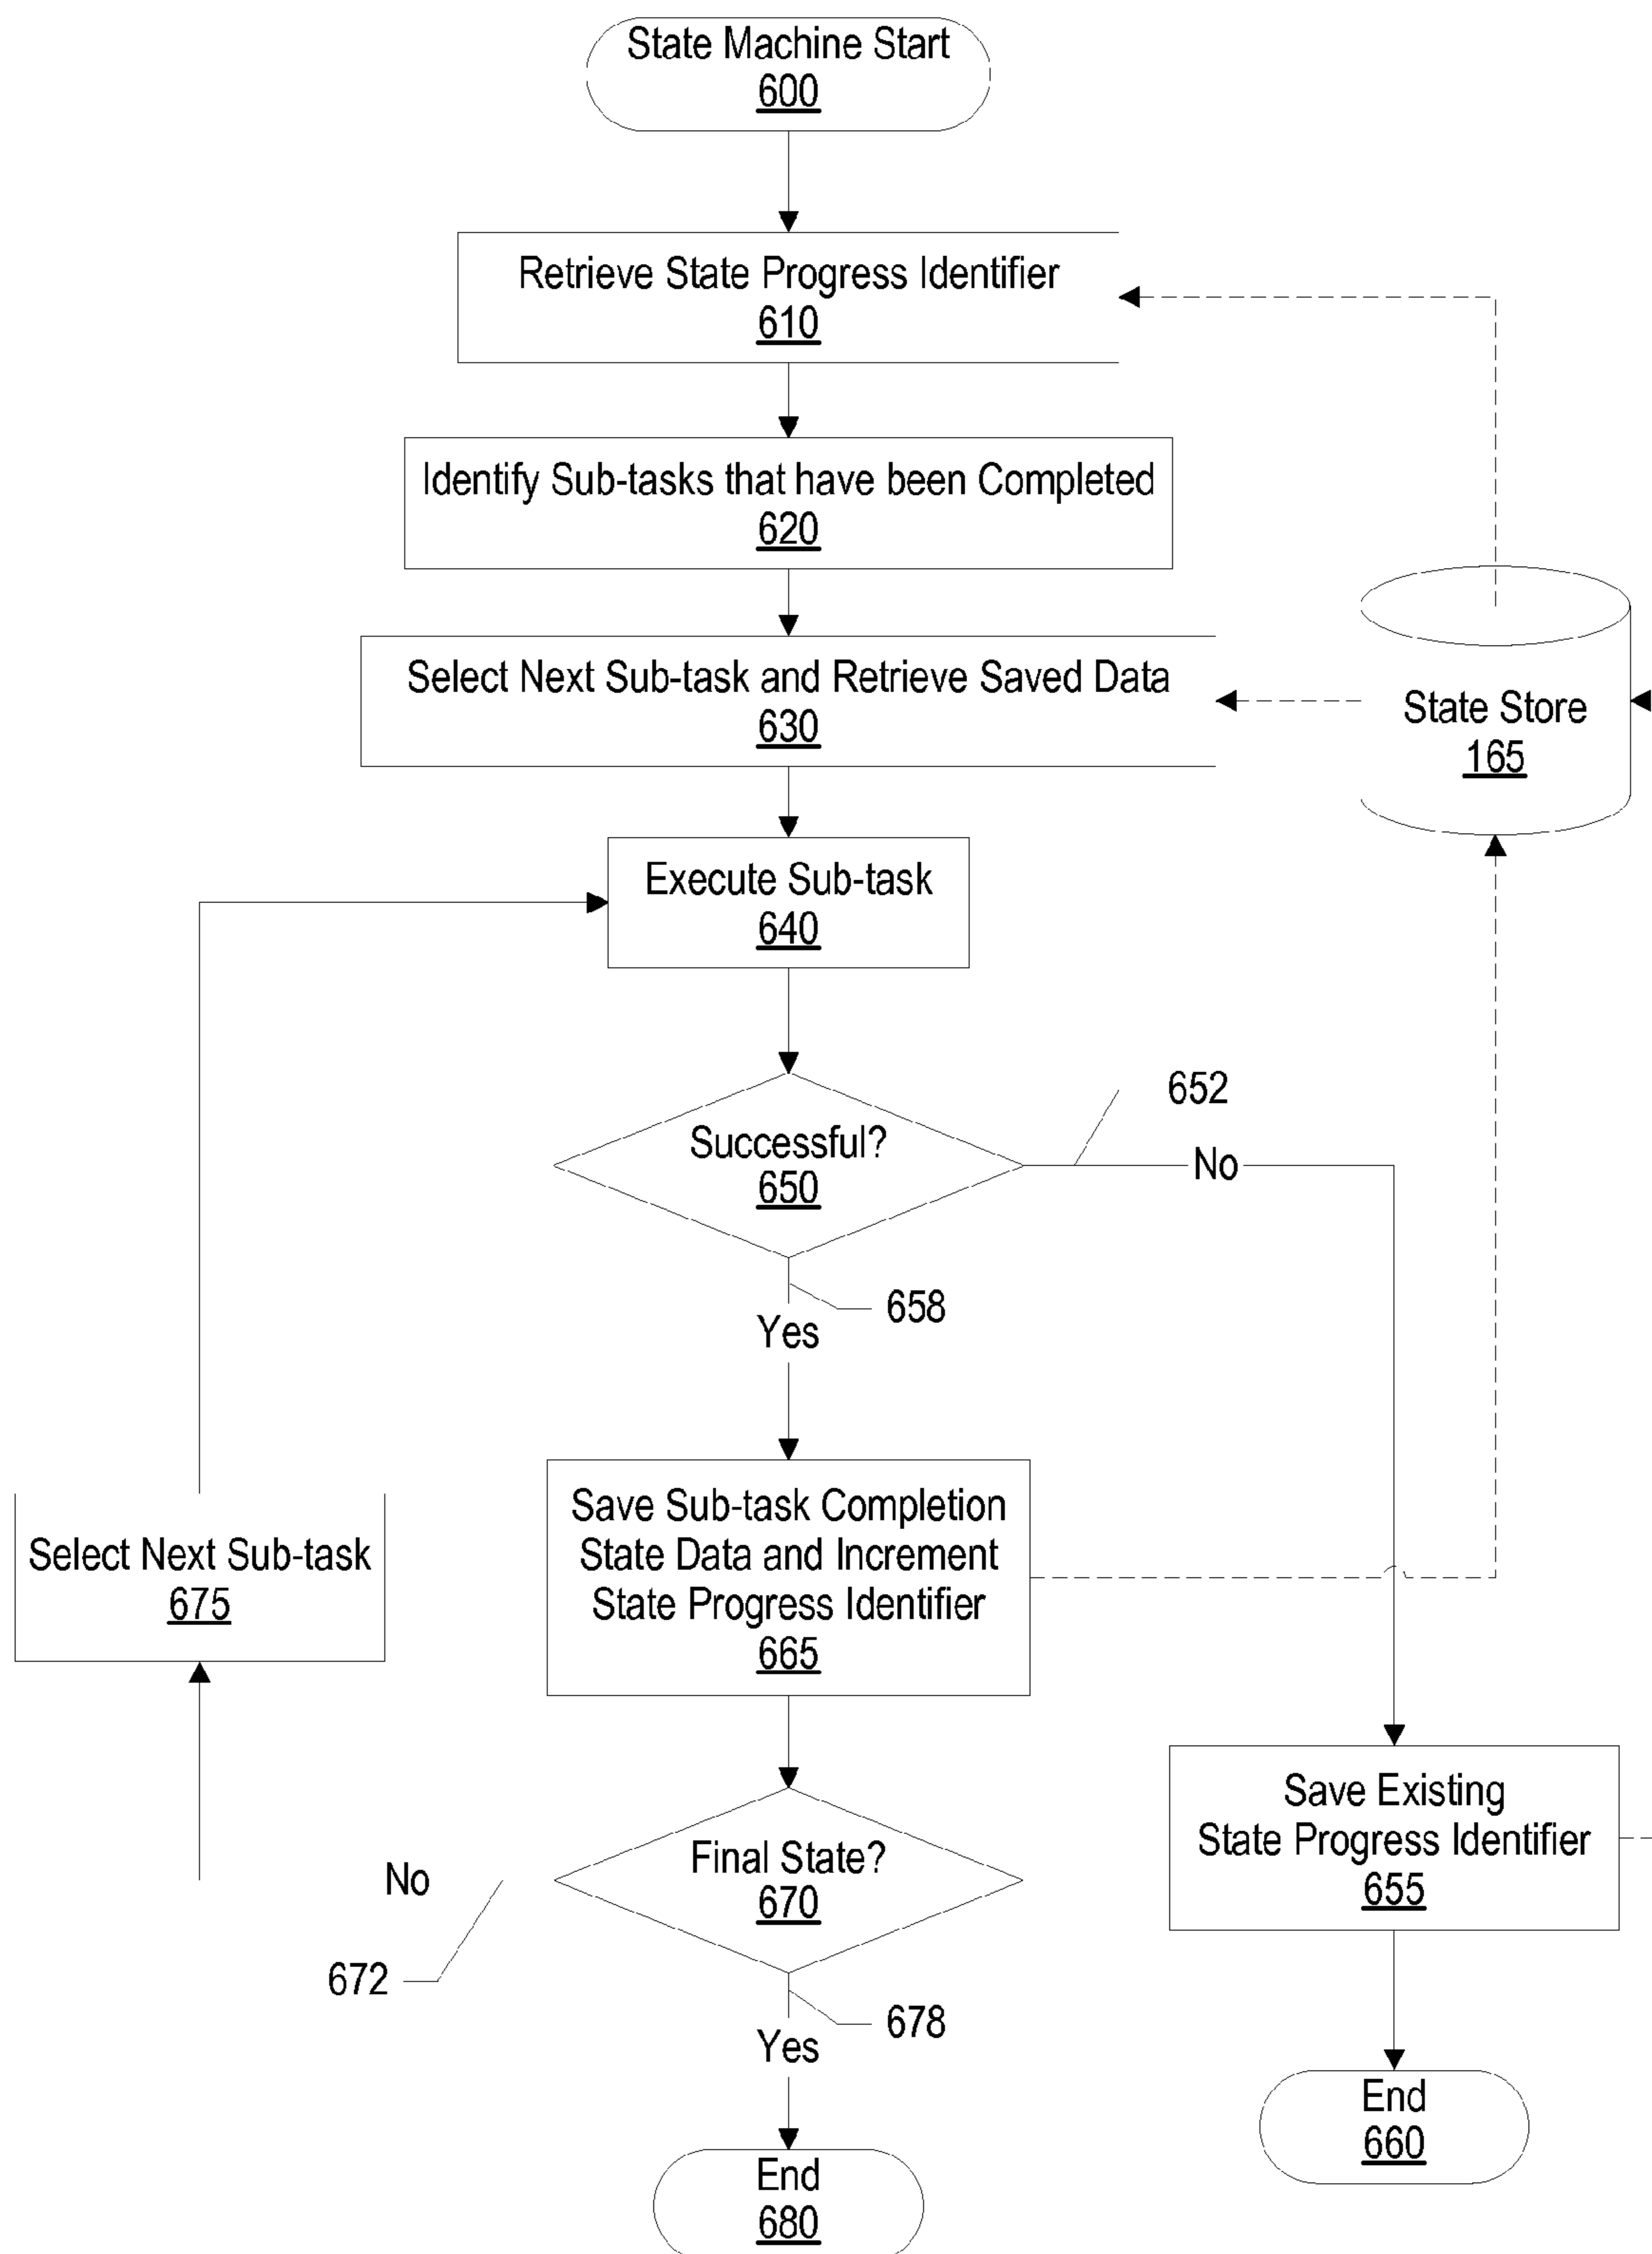 State Machine Start
600
Retrieve State Progress Identifier
610
Identify Sub-tasks that have been Completed
620
Select Next Sub-task and Retrieve Saved Data
630
State Store
165
Execute Sub-task
640
652
Successful?
650
No
658
Yes
Save Sub-task Completion
State Data and Increment
State Progress Identifier
665
Select Next Sub-task
675
Save Existing
State Progress Identifier
655
Final State?
670
No
672
678
Yes
End
660
End
680